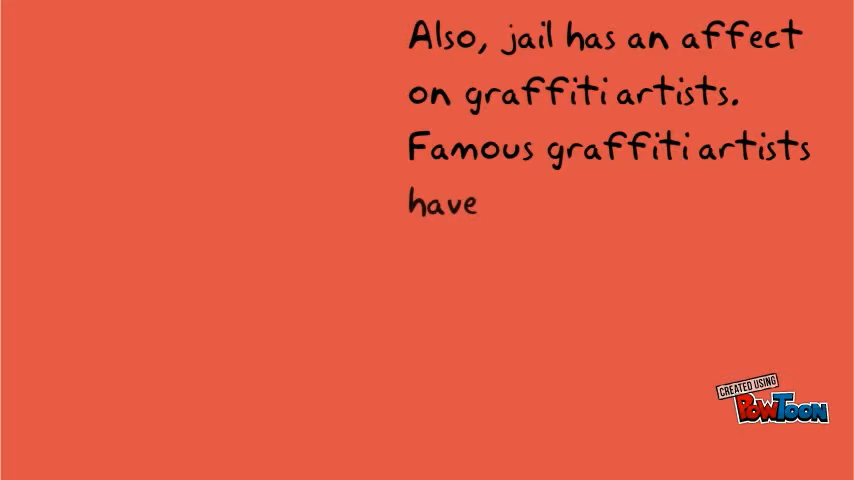 Also, jail has an affect
on graffiti artists.
Famous graffiti artists
have
CREATED USING
POWTOON